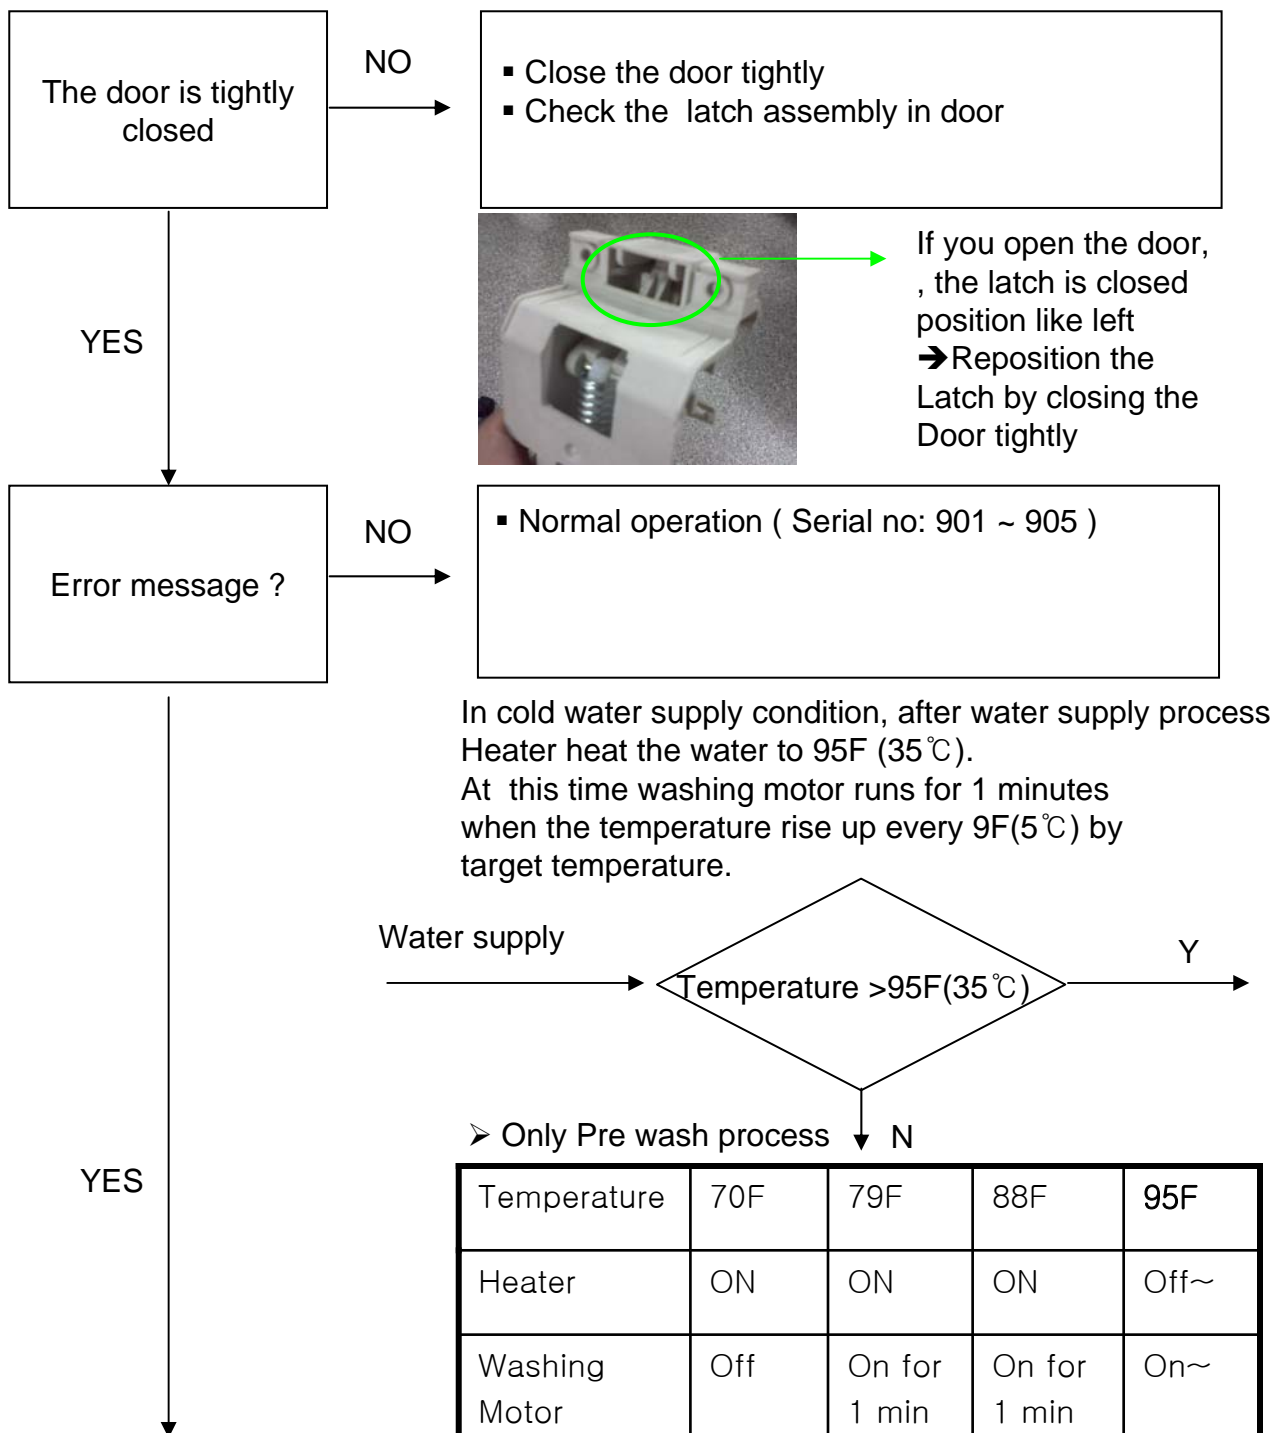 The door is tightly
closed
NO
▪ Close the door tightly
▪ Check the latch assembly in door
YES
If you open the door,
, the latch is closed
position like left
➔Reposition the
Latch by closing the
Door tightly
Error message ?
NO
▪ Normal operation ( Serial no: 901 ~ 905 )
In cold water supply condition, after water supply process
Heater heat the water to 95F (35℃).
At this time washing motor runs for 1 minutes
when the temperature rise up every 9F(5℃) by
target temperature.
Water supply
Temperature >95F(35℃)
Y
➢ Only Pre wash process
N
YES
Temperature 70F 79F 88F 95F
Heater ON ON ON Off~
Washing Off On for On for On~
Motor 1 min 1 min